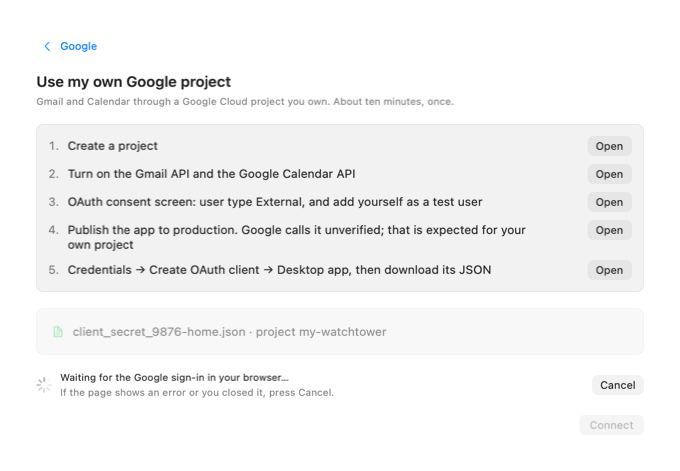 Google
Use my own Google project
Gmail and Calendar through a Google Cloud project you own. About ten minutes, once.
1. Create a project Open
2. Turn on the Gmail API and the Google Calendar API Open
3. OAuth consent screen: user type External, and add yourself as a test user Open
4. Publish the app to production. Google calls it unverified; that is expected for your Open
own project
5. Credentials → Create OAuth client → Desktop app, then download its JSON Open
client_secret_9876-home.json · project my-watchtower
Waiting for the Google sign-in in your browser...
If the page shows an error or you closed it, press Cancel.
Cancel
Connect